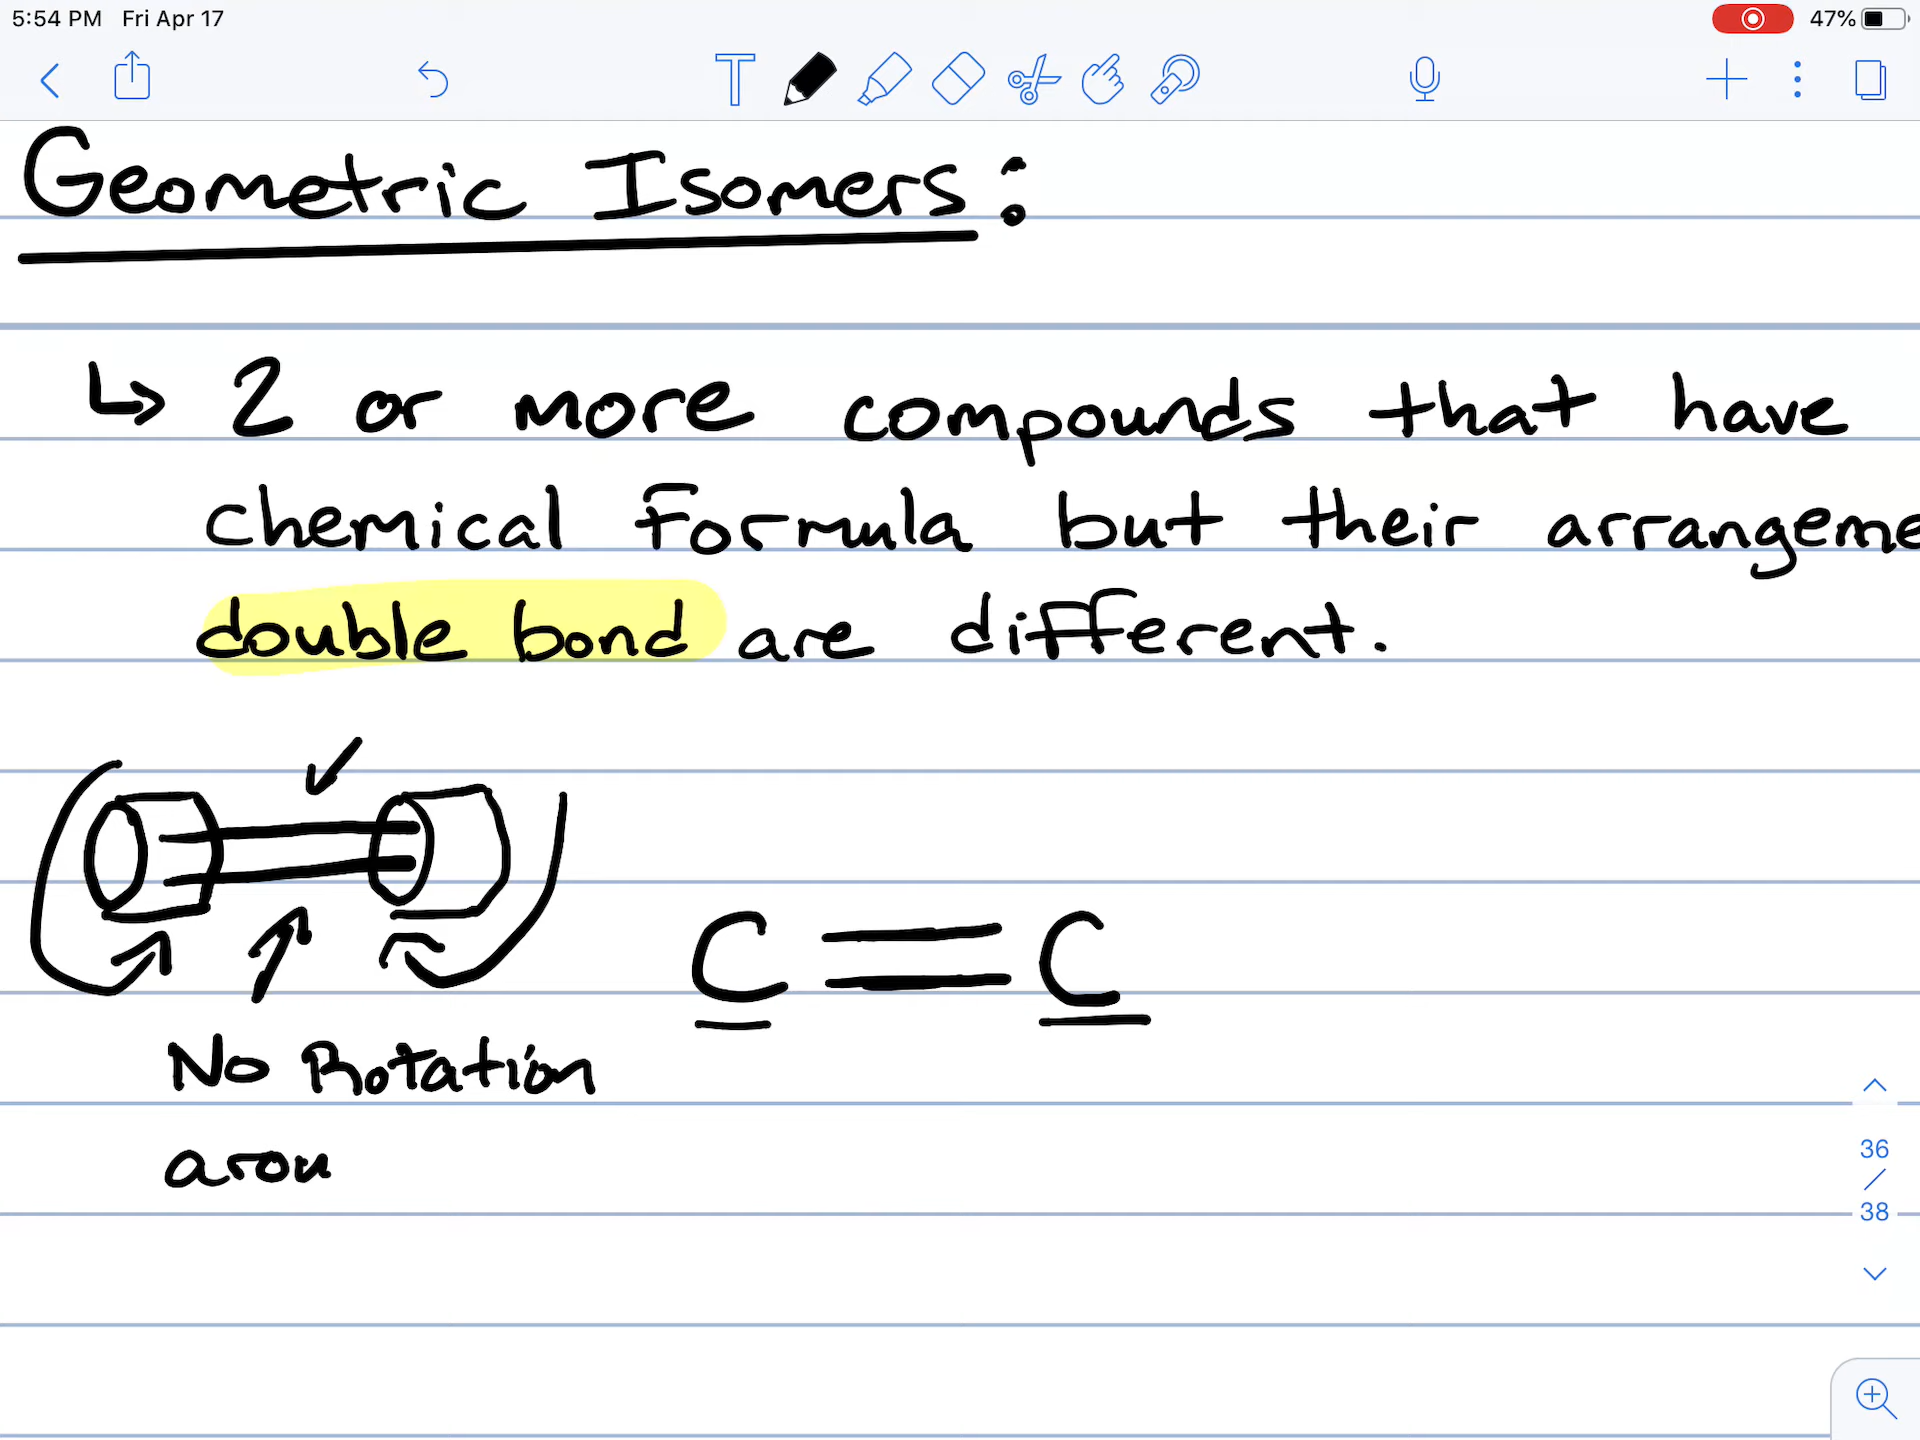 5:54 PM Fri Apr 17
47%
T
Geometric Isomers:
↳ 2 or more compounds that have
chemical formula but their arrangeme
double bond are different.
C=C
No Rotation
arou
36
/
38